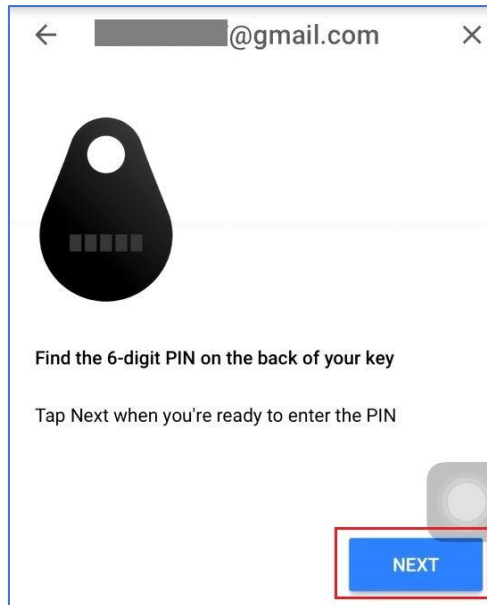 @gmail.com
Find the 6-digit PIN on the back of your key
Tap Next when you're ready to enter the PIN
NEXT